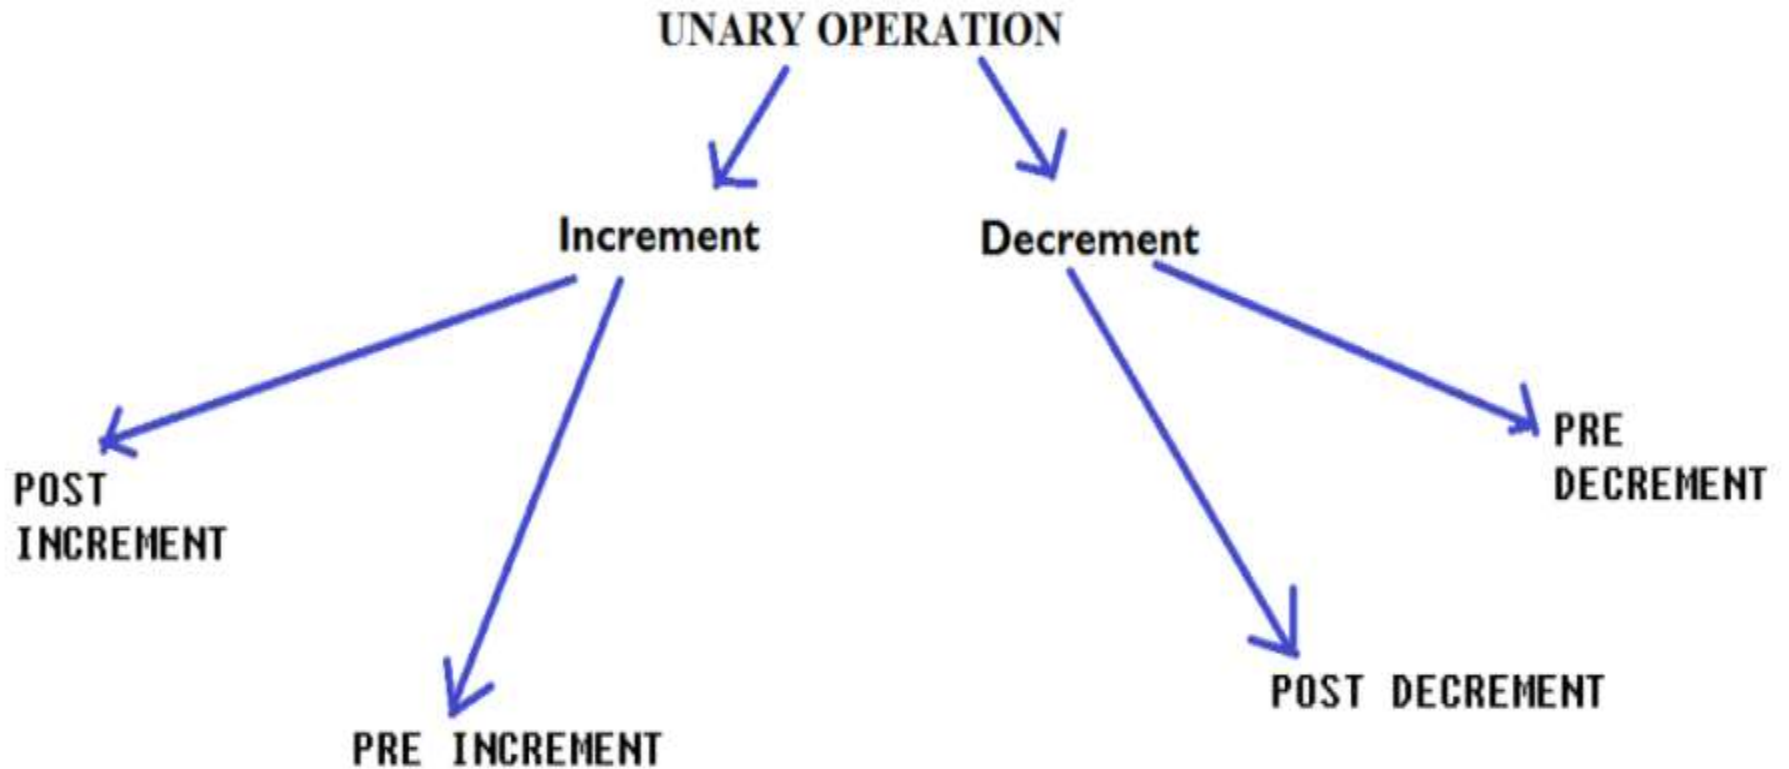 UNARY OPERATION
Increment
Decrement
POST
INCREMENT
PRE INCREMENT
PRE
DECREMENT
POST DECREMENT